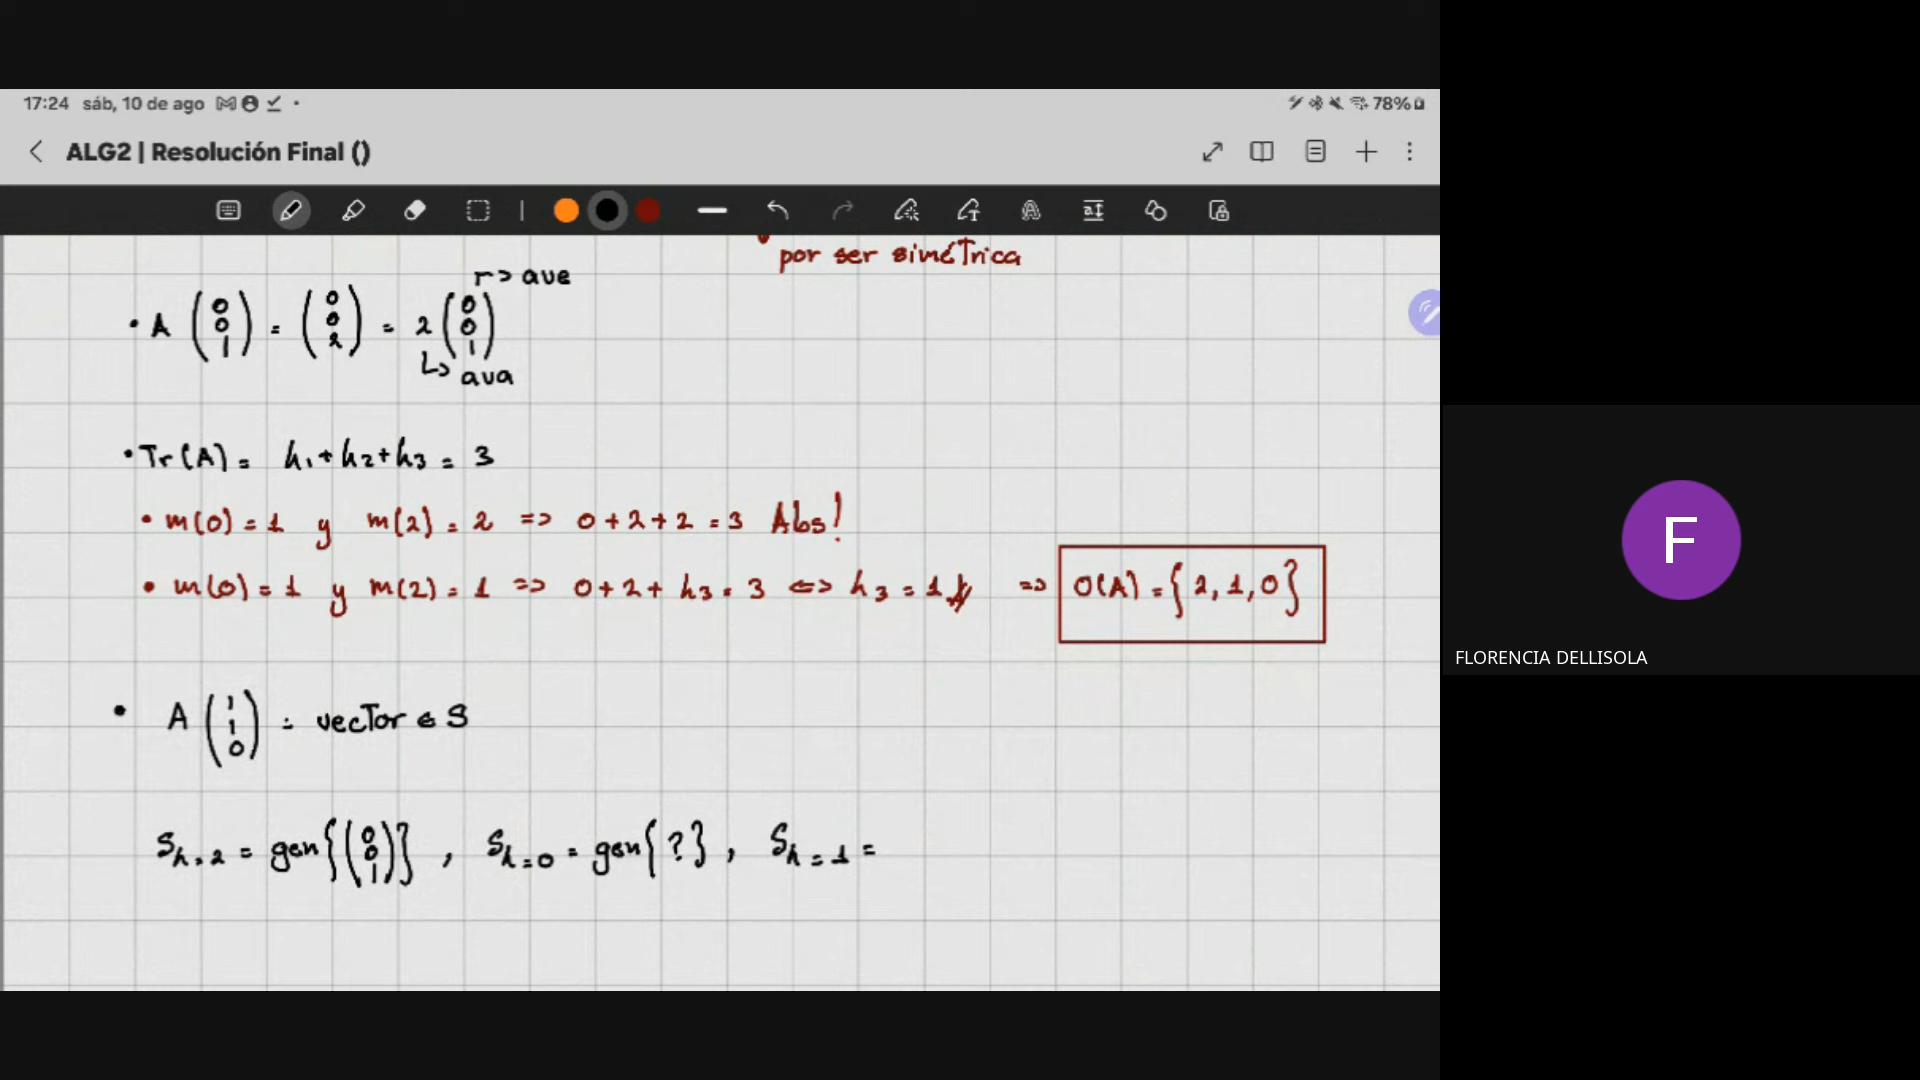 17:24 sáb, 10 de ago
78%
ALG2 | Resolución Final ()
por ser simétrica
• A (0 0 1) = (0 0 2) = 2 (0 0 1)
↱> ave
↳ ava
• Tr(A) = λ₁ + λ₂ + λ₃ = 3
• m(0) = 1 y m(2) = 2 => 0 + 2 + 2 = 3 Abs!
• m(0) = 1 y m(2) = 1 => 0 + 2 + λ₃ = 3 <=> λ₃ = 1 => σ(A) = {2, 1, 0}
• A (1 1 0) = vector ∈ S
S λ=2 = gen{(0 0 1)}, S λ=0 = gen{?}, S λ=1 =
F
FLORENCIA DELLISOLA